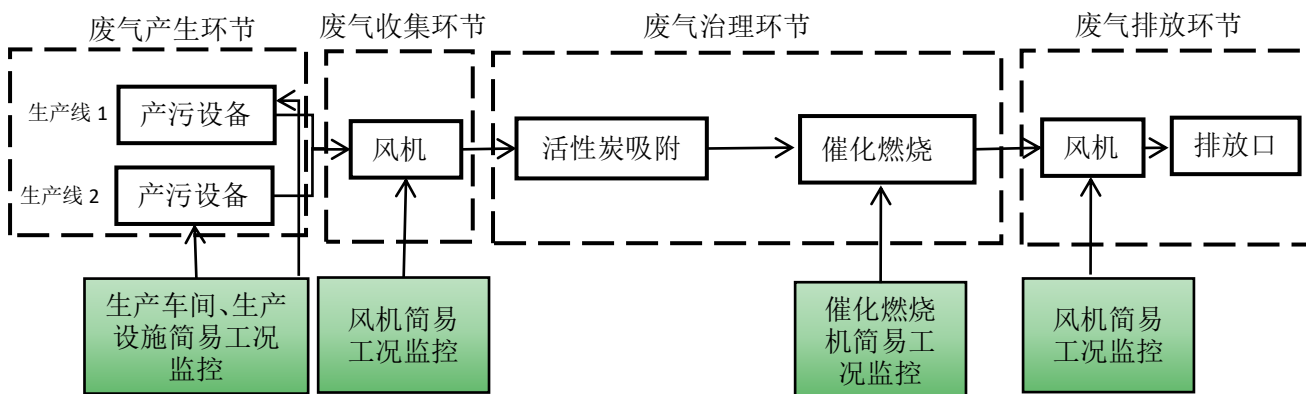 废气产生环节
废气收集环节
废气治理环节
废气排放环节
生产线 1
产污设备
风机
活性炭吸附
催化燃烧
风机
排放口
生产线 2
产污设备
生产车间、生产
设施简易工况
监控
风机简易
工况监控
催化燃烧
机简易工
况监控
风机简易
工况监控